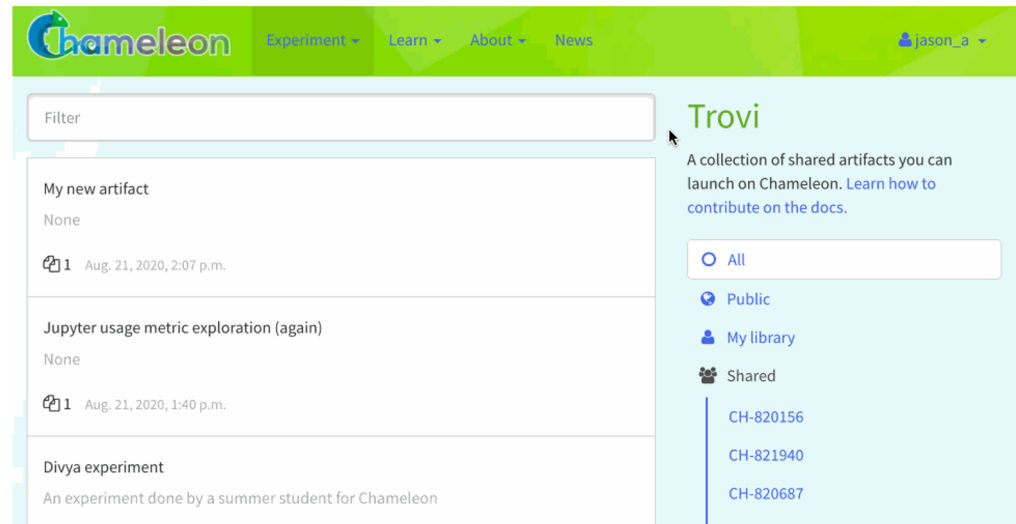 Chameleon
Experiment Learn About News jason_a
Filter
My new artifact
None
1 Aug. 21, 2020, 2:07 p.m.
Jupyter usage metric exploration (again)
None
1 Aug. 21, 2020, 1:40 p.m.
Divya experiment
An experiment done by a summer student for Chameleon
Trovi
A collection of shared artifacts you can
launch on Chameleon. Learn how to
contribute on the docs.
All
Public
My library
Shared
CH-820156
CH-821940
CH-820687